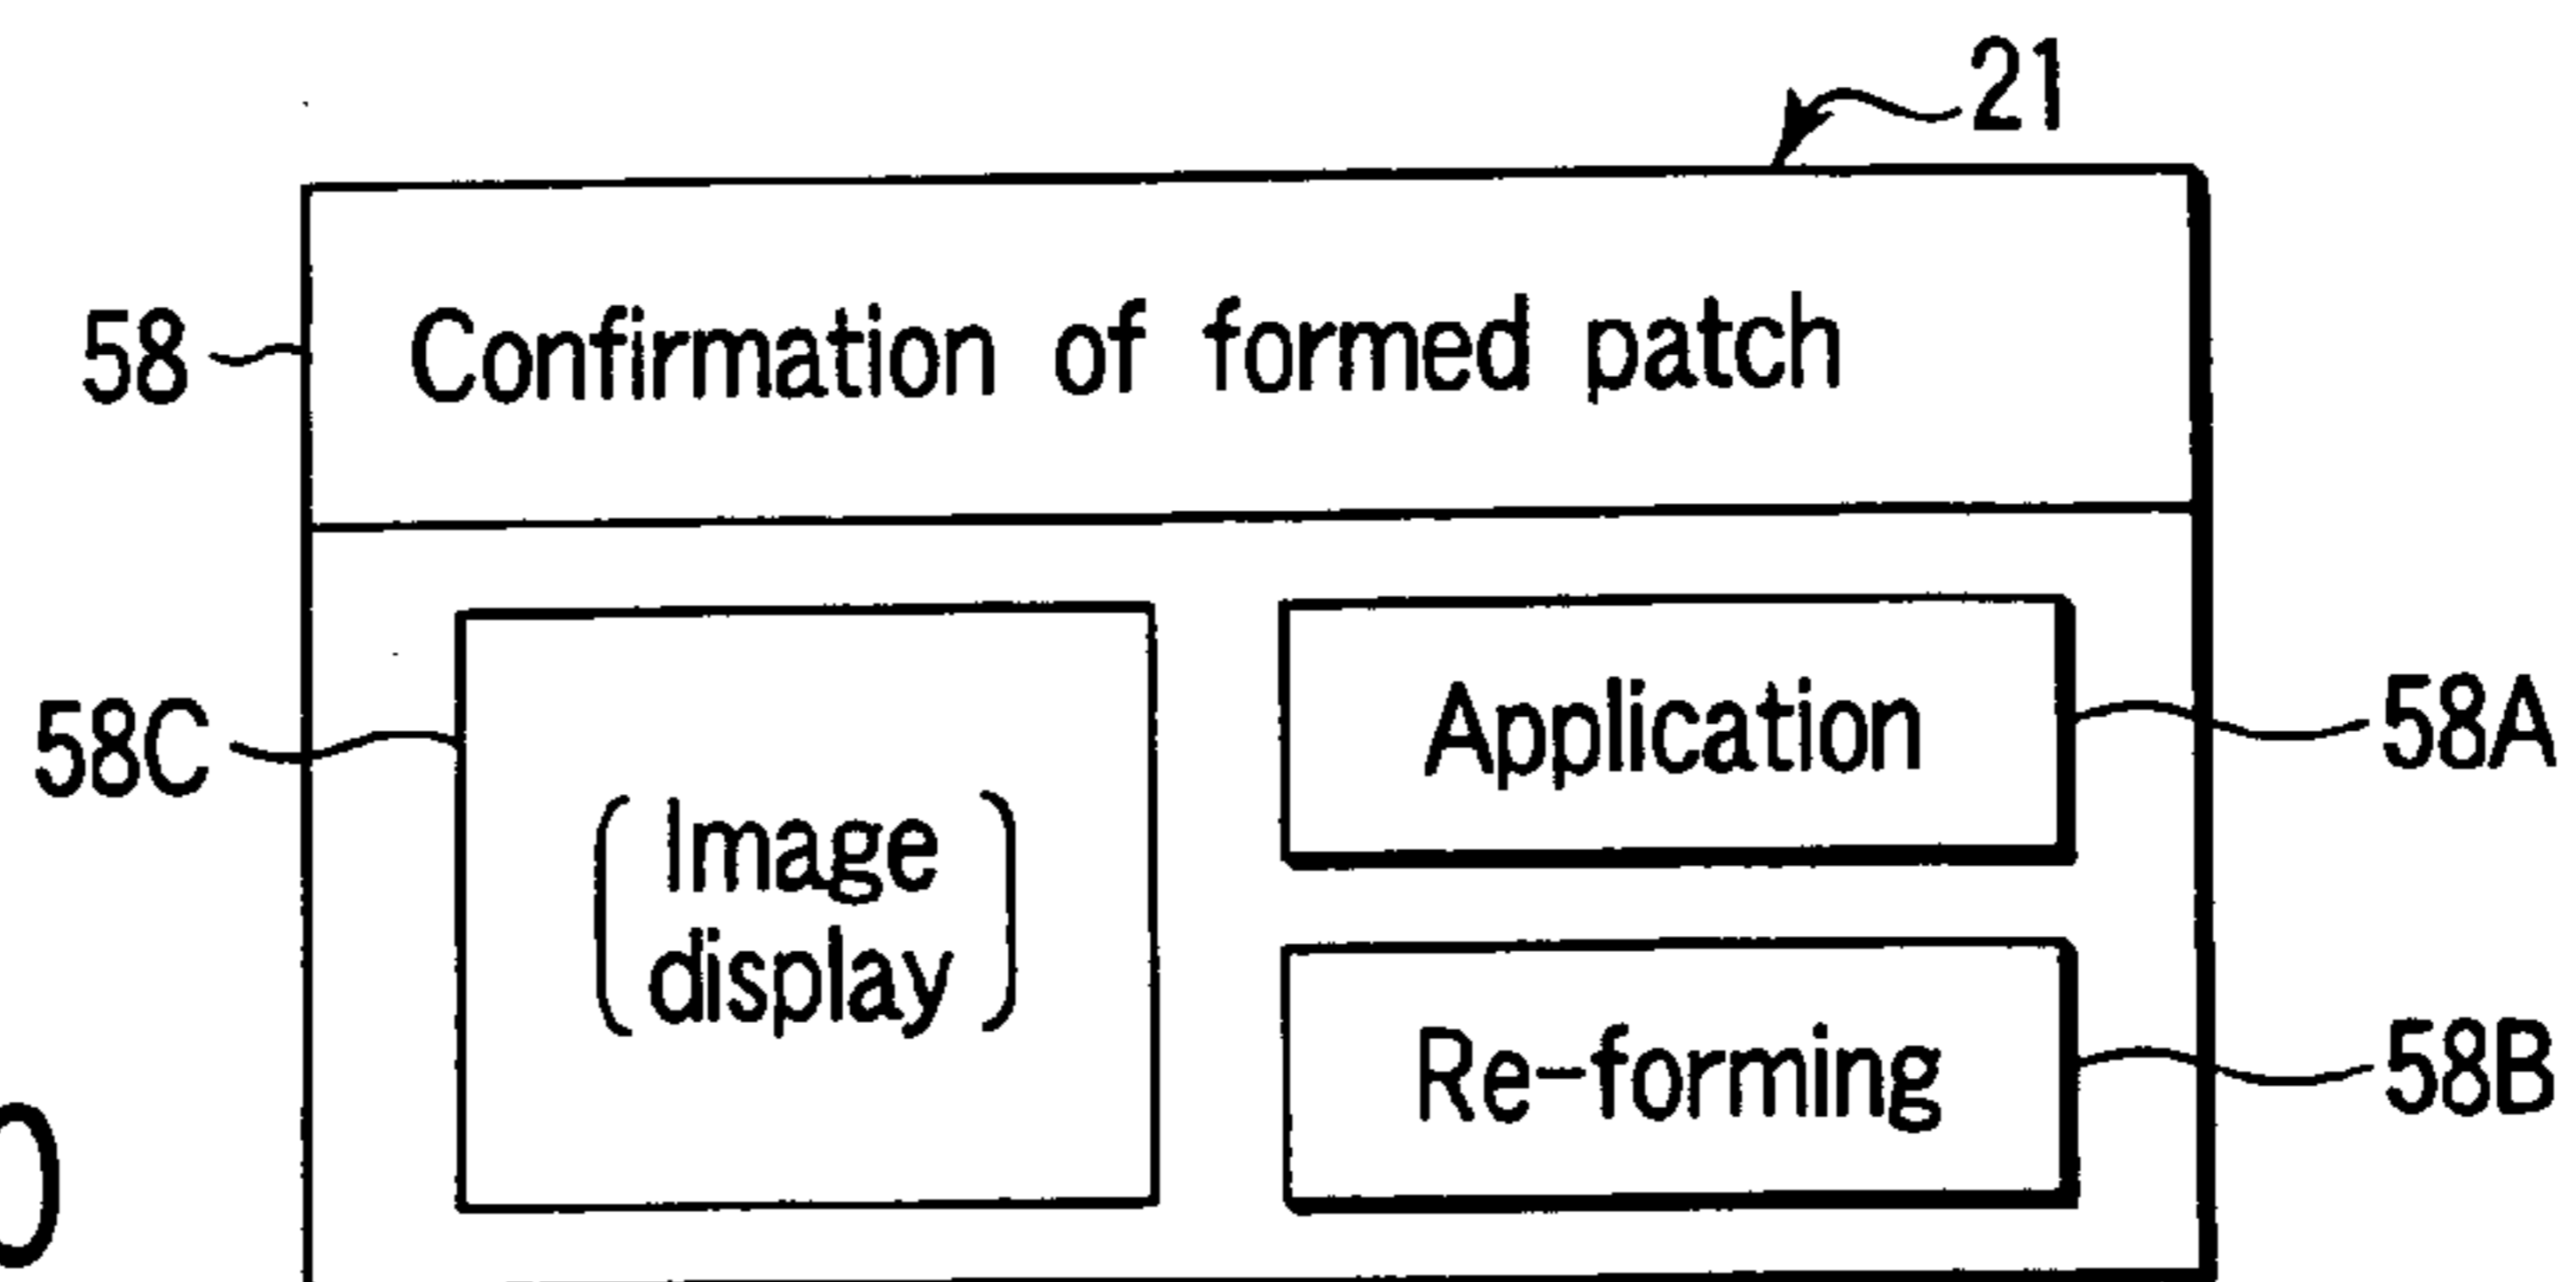 21
58
Confirmation of formed patch
58C
(Image
display)
Application
58A
Re-forming
58B